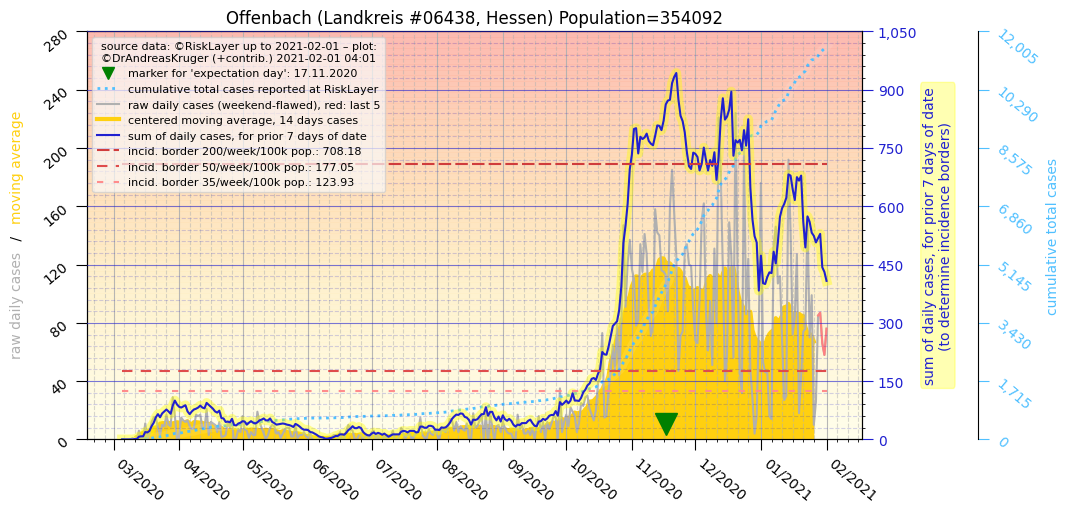 Offenbach (Landkreis #06438, Hessen) Population=354092
source data: ©RiskLayer up to 2021-02-01 – plot:
©DrAndreasKruger (+contrib.) 2021-02-01 04:01
marker for 'expectation day': 17.11.2020
cumulative total cases reported at RiskLayer
raw daily cases (weekend-flawed), red: last 5
centered moving average, 14 days cases
sum of daily cases, for prior 7 days of date
incid. border 200/week/100k pop.: 708.18
incid. border 50/week/100k pop.: 177.05
incid. border 35/week/100k pop.: 123.93
raw daily cases / moving average
280
240
200
160
120
80
40
0
03/2020
04/2020
05/2020
06/2020
07/2020
08/2020
09/2020
10/2020
11/2020
12/2020
01/2021
02/2021
1,050
900
750
600
450
300
150
0
sum of daily cases, for prior 7 days of date
(to determine incidence borders)
12,005
10,290
8,575
6,860
5,145
3,430
1,715
0
cumulative total cases